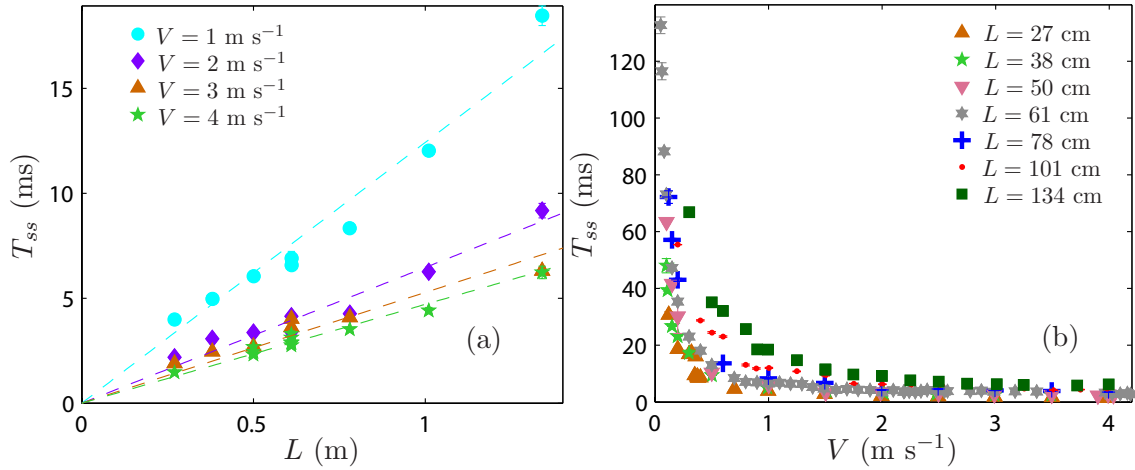 V = 1 m s⁻¹
V = 2 m s⁻¹
V = 3 m s⁻¹
V = 4 m s⁻¹
15
10
5
0
0
0.5
1
T_ss (ms)
L (m)
(a)
L = 27 cm
L = 38 cm
L = 50 cm
L = 61 cm
L = 78 cm
L = 101 cm
L = 134 cm
120
100
80
60
40
20
0
0
1
2
3
4
T_ss (ms)
V (m s⁻¹)
(b)